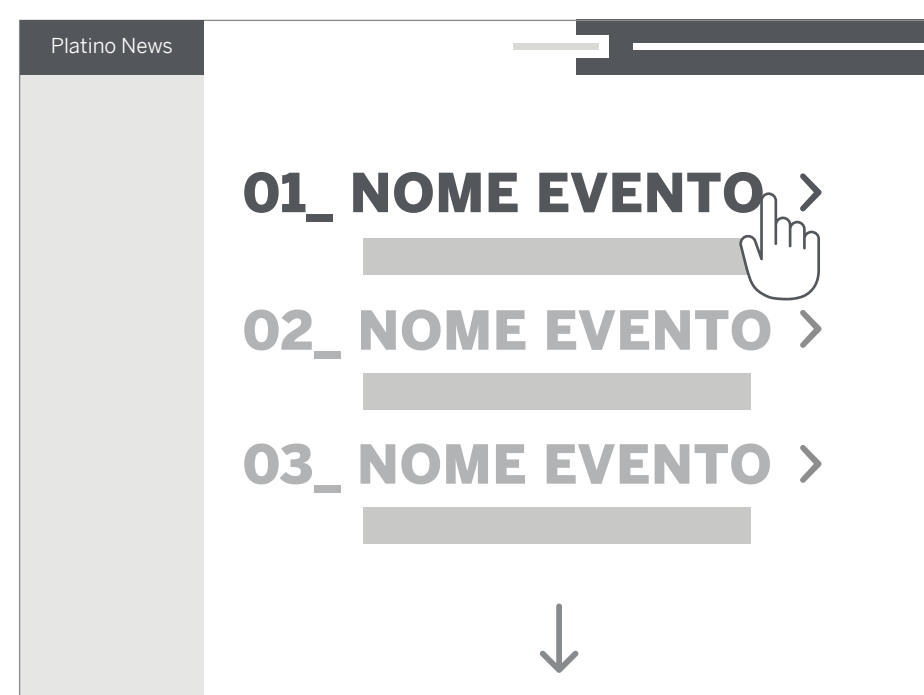 Platino News
01_ NOME EVENTO
02_ NOME EVENTO
03_ NOME EVENTO